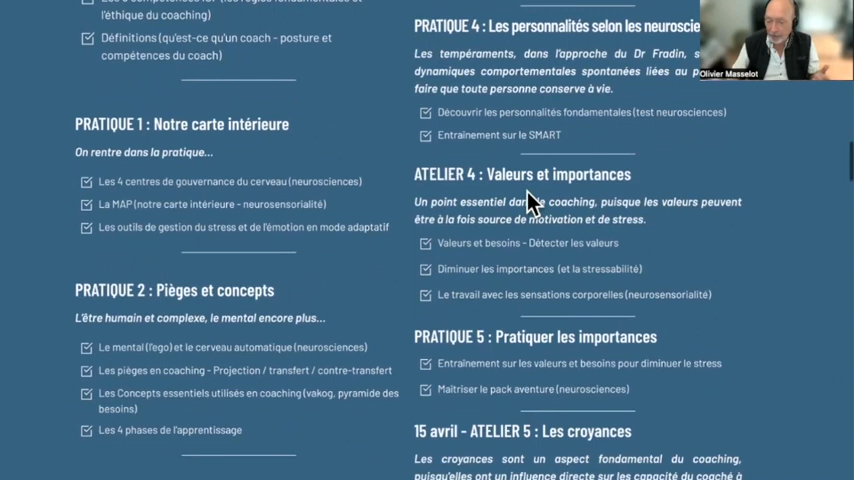 l'éthique du coaching)
Définitions (qu'est-ce qu'un coach - posture et
compétences du coach)
PRATIQUE 1 : Notre carte intérieure
On rentre dans la pratique...
Les 4 centres de gouvernance du cerveau (neurosciences)
La MAP (notre carte intérieure - neurosensorialité)
Les outils de gestion du stress et de l'émotion en mode adaptatif
PRATIQUE 2 : Pièges et concepts
L'être humain et complexe, le mental encore plus...
Le mental (l'ego) et le cerveau automatique (neurosciences)
Les pièges en coaching - Projection / transfert / contre-transfert
Les Concepts essentiels utilisés en coaching (vakog, pyramide des
besoins)
Les 4 phases de l'apprentissage
PRATIQUE 4 : Les personnalités selon les
Les tempéraments, dans l'approche du Dr Fradin,
dynamiques comportementales spontanées liées au
faire que toute personne conserve à vie.
Découvrir les personnalités fondamentales (test neurosciences)
Entraînement sur le SMART
ATELIER 4 : Valeurs et importances
Un point essentiel coaching, puisque les valeurs peuvent
être à la fois source de motivation et de stress.
Valeurs et besoins - Détecter les valeurs
Diminuer les importances (et la stressabilité)
Le travail avec les sensations corporelles (neurosensorialité)
PRATIQUE 5 : Pratiquer les importances
Entraînement sur les valeurs et besoins pour diminuer le stress
Maîtriser le pack aventure (neurosciences)
15 avril - ATELIER 5 : Les croyances
Les croyances sont un aspect fondamental du coaching,
puisqu'elles ont un influence directe sur les capacité du coaché à
Olivier Masselot